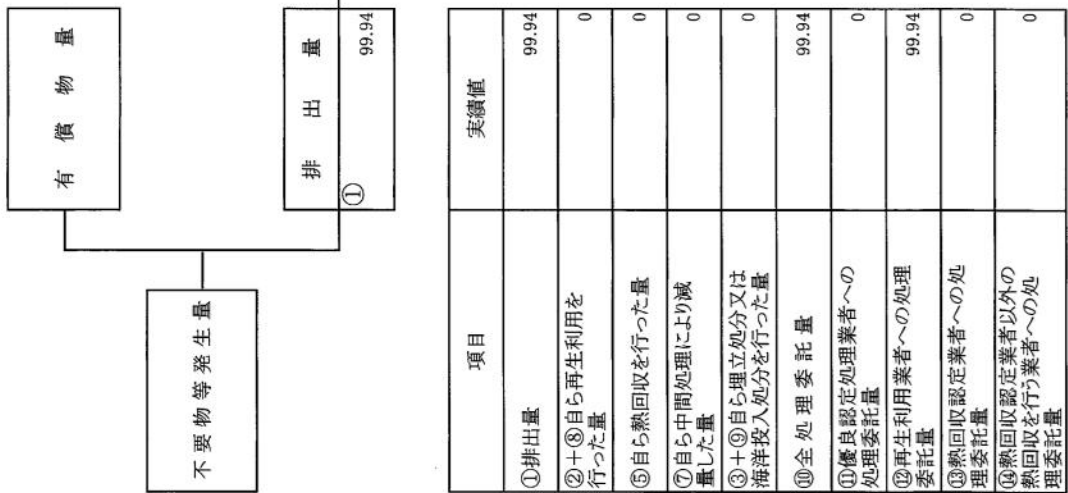 有償物量
不要物等発生量
排出量
①
99.94
項目
実績値
①排出量
99.94
②+⑧自ら再生利用を
行った量
0
⑤自ら熱回収を行った量
0
⑦自ら中間処理により減
量した量
0
③+⑨自ら埋立処分又は
海洋投入処分を行った量
0
⑩全処理委託量
99.94
⑪優良認定処理業者への
処理委託量
0
⑫再生利用業者への処理
委託量
99.94
⑬熱回収認定業者への処
理委託量
0
⑭熱回収認定業者以外の
熱回収を行う業者への処
理委託量
0